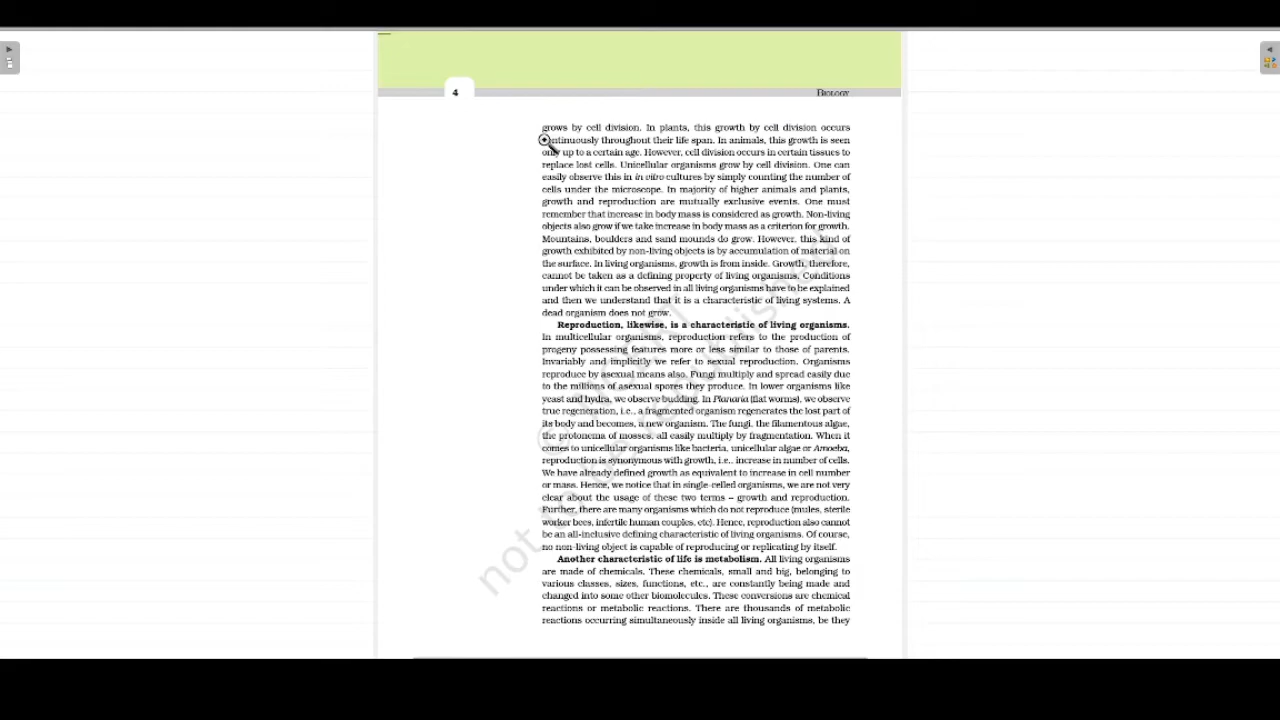 4
BIOLOGY
grows by cell division. In plants, this growth by cell division occurs
continuously throughout their life span. In animals, this growth is seen
only up to a certain age. However, cell division occurs in certain tissues to
replace lost cells. Unicellular organisms grow by cell division. One can
easily observe this in in vitro cultures by simply counting the number of
cells under the microscope. In majority of higher animals and plants,
growth and reproduction are mutually exclusive events. One must
remember that increase in body mass is considered as growth. Non-living
objects also grow if we take increase in body mass as a criterion for growth.
Mountains, boulders and sand mounds do grow. However, this kind of
growth exhibited by non-living objects is by accumulation of material on
the surface. In living organisms, growth is from inside. Growth, therefore,
cannot be taken as a defining property of living organisms. Conditions
under which it can be observed in all living organisms have to be explained
and then we understand that it is a characteristic of living systems. A
dead organism does not grow.
Reproduction, likewise, is a characteristic of living organisms.
In multicellular organisms, reproduction refers to the production of
progeny possessing features more or less similar to those of parents.
Invariably and implicitly we refer to sexual reproduction. Organisms
reproduce by asexual means also. Fungi multiply and spread easily due
to the millions of asexual spores they produce. In lower organisms like
yeast and hydra, we observe budding. In Planaria (flat worms), we observe
true regeneration, i.e., a fragmented organism regenerates the lost part of
its body and becomes, a new organism. The fungi, the filamentous algae,
the protonema of mosses, all easily multiply by fragmentation. When it
comes to unicellular organisms like bacteria, unicellular algae or Amoeba,
reproduction is synonymous with growth, i.e., increase in number of cells.
We have already defined growth as equivalent to increase in cell number
or mass. Hence, we notice that in single-celled organisms, we are not very
clear about the usage of these two terms – growth and reproduction.
Further, there are many organisms which do not reproduce (mules, sterile
worker bees, infertile human couples, etc). Hence, reproduction also cannot
be an all-inclusive defining characteristic of living organisms. Of course,
no non-living object is capable of reproducing or replicating by itself.
Another characteristic of life is metabolism. All living organisms
are made of chemicals. These chemicals, small and big, belonging to
various classes, sizes, functions, etc., are constantly being made and
changed into some other biomolecules. These conversions are chemical
reactions or metabolic reactions. There are thousands of metabolic
reactions occurring simultaneously inside all living organisms, be they